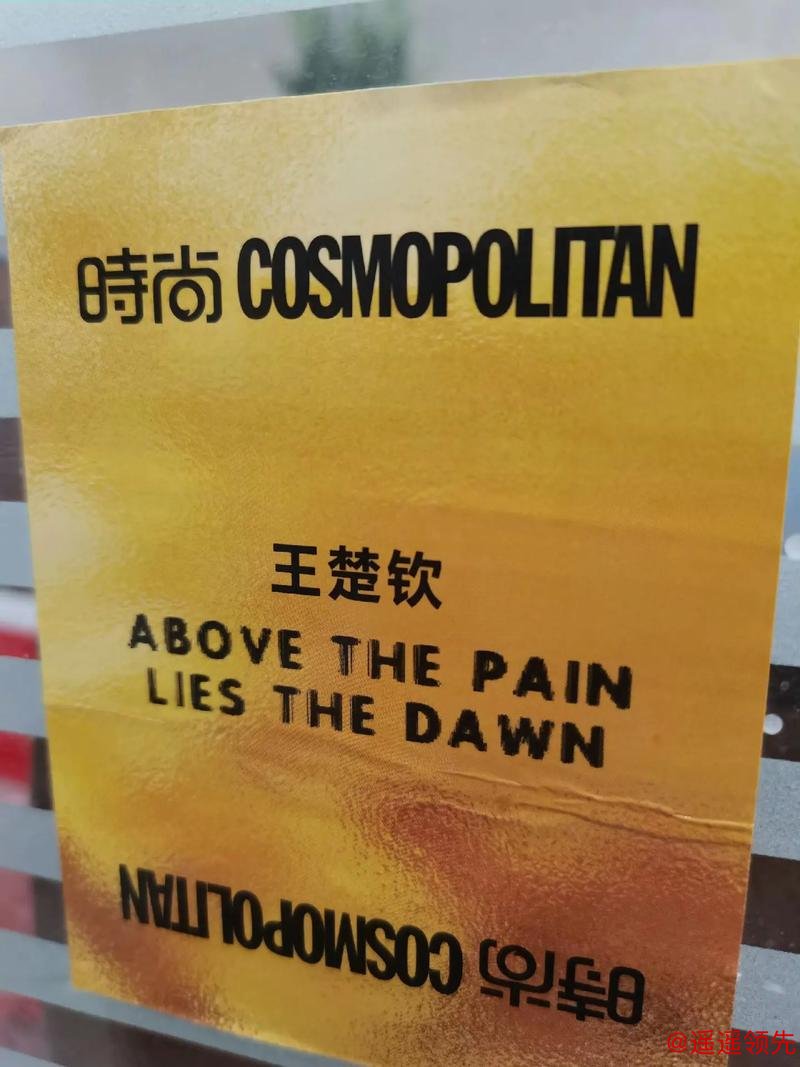 時尚 COSMOPOLITAN
王楚钦
ABOVE THE PAIN
LIES THE DAWN
時尚 COSMOPOLITAN
@遥遥领先